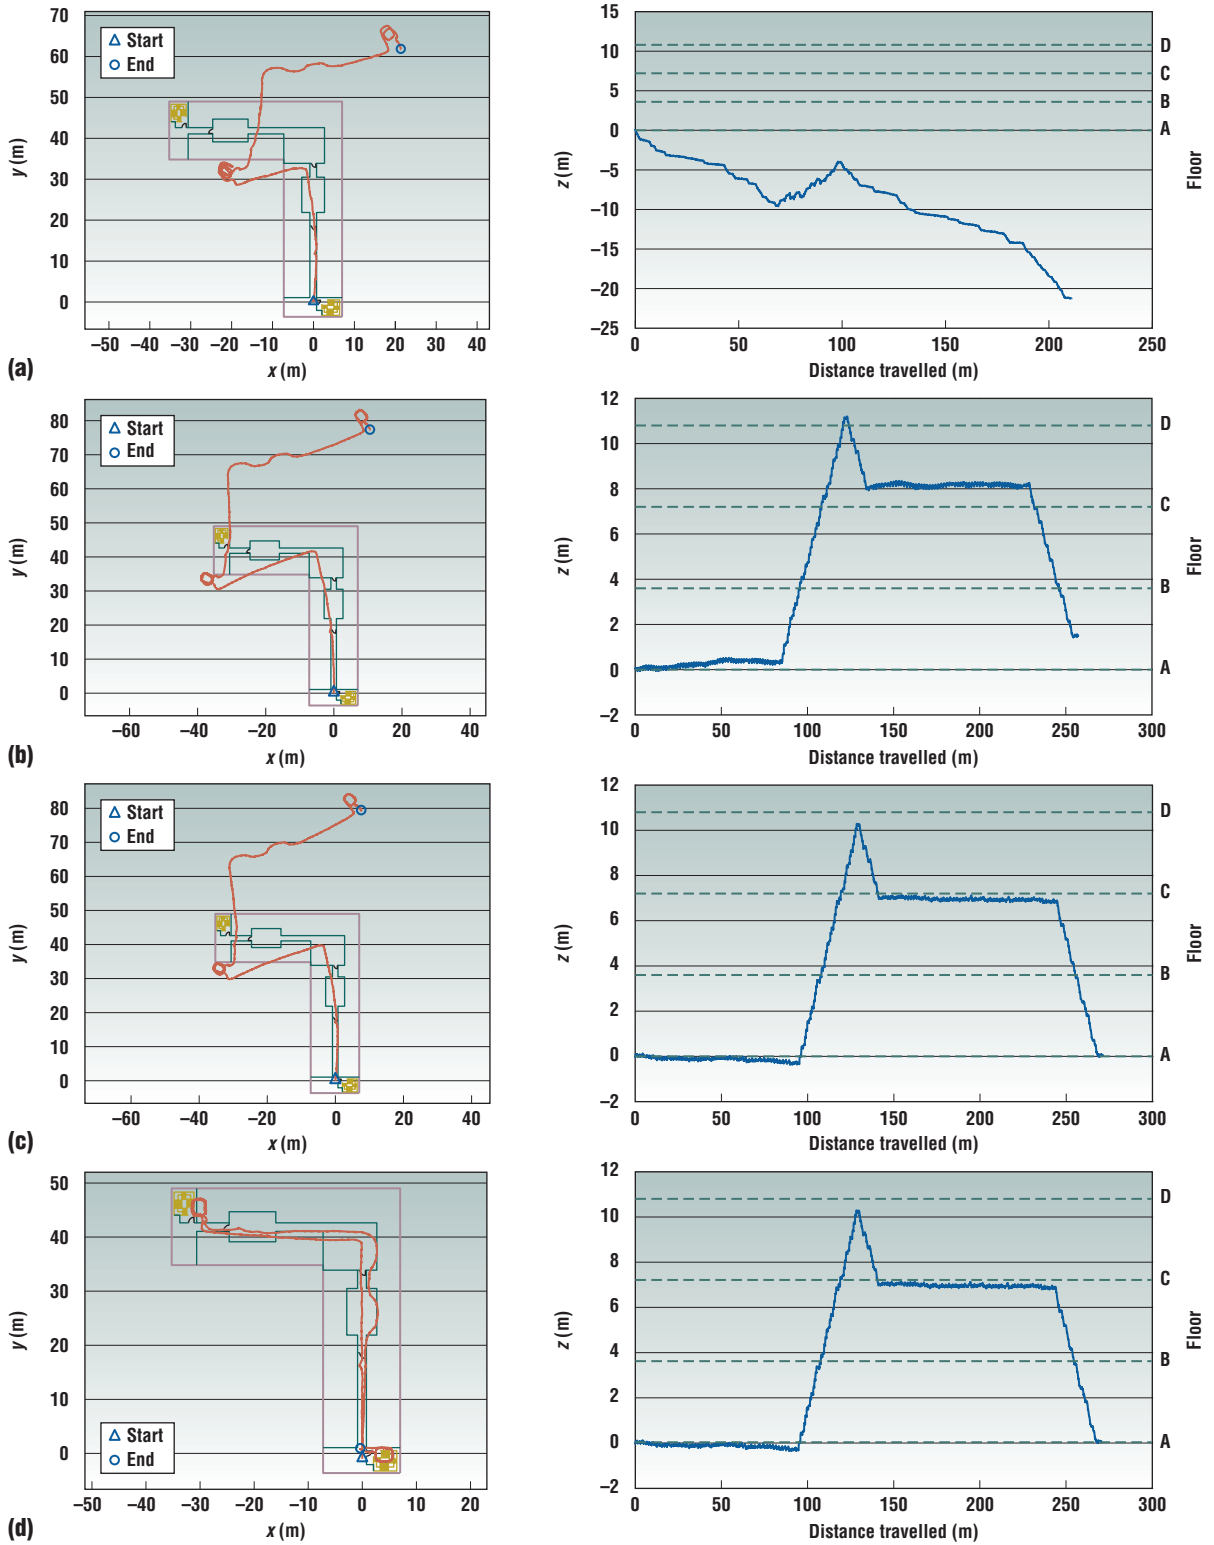 70
60
50
40
30
20
10
0
y (m)
Start
End
–50 –40 –30 –20 –10 0 10 20 30 40
x (m)
(a)
15
10
5
0
–5
–10
–15
–20
–25
z (m)
D
C
B
A
Floor
0 50 100 150 200 250
Distance travelled (m)
80
70
60
50
40
30
20
10
0
y (m)
Start
End
–60 –40 –20 0 20 40
x (m)
(b)
12
10
8
6
4
2
0
–2
z (m)
D
C
B
A
Floor
0 50 100 150 200 250 300
Distance travelled (m)
80
70
60
50
40
30
20
10
0
y (m)
Start
End
–60 –40 –20 0 20 40
x (m)
(c)
12
10
8
6
4
2
0
–2
z (m)
D
C
B
A
Floor
0 50 100 150 200 250 300
Distance travelled (m)
50
40
30
20
10
0
y (m)
Start
End
–50 –40 –30 –20 –10 0 10 20
x (m)
(d)
12
10
8
6
4
2
0
–2
z (m)
D
C
B
A
Floor
0 50 100 150 200 250 300
Distance travelled (m)